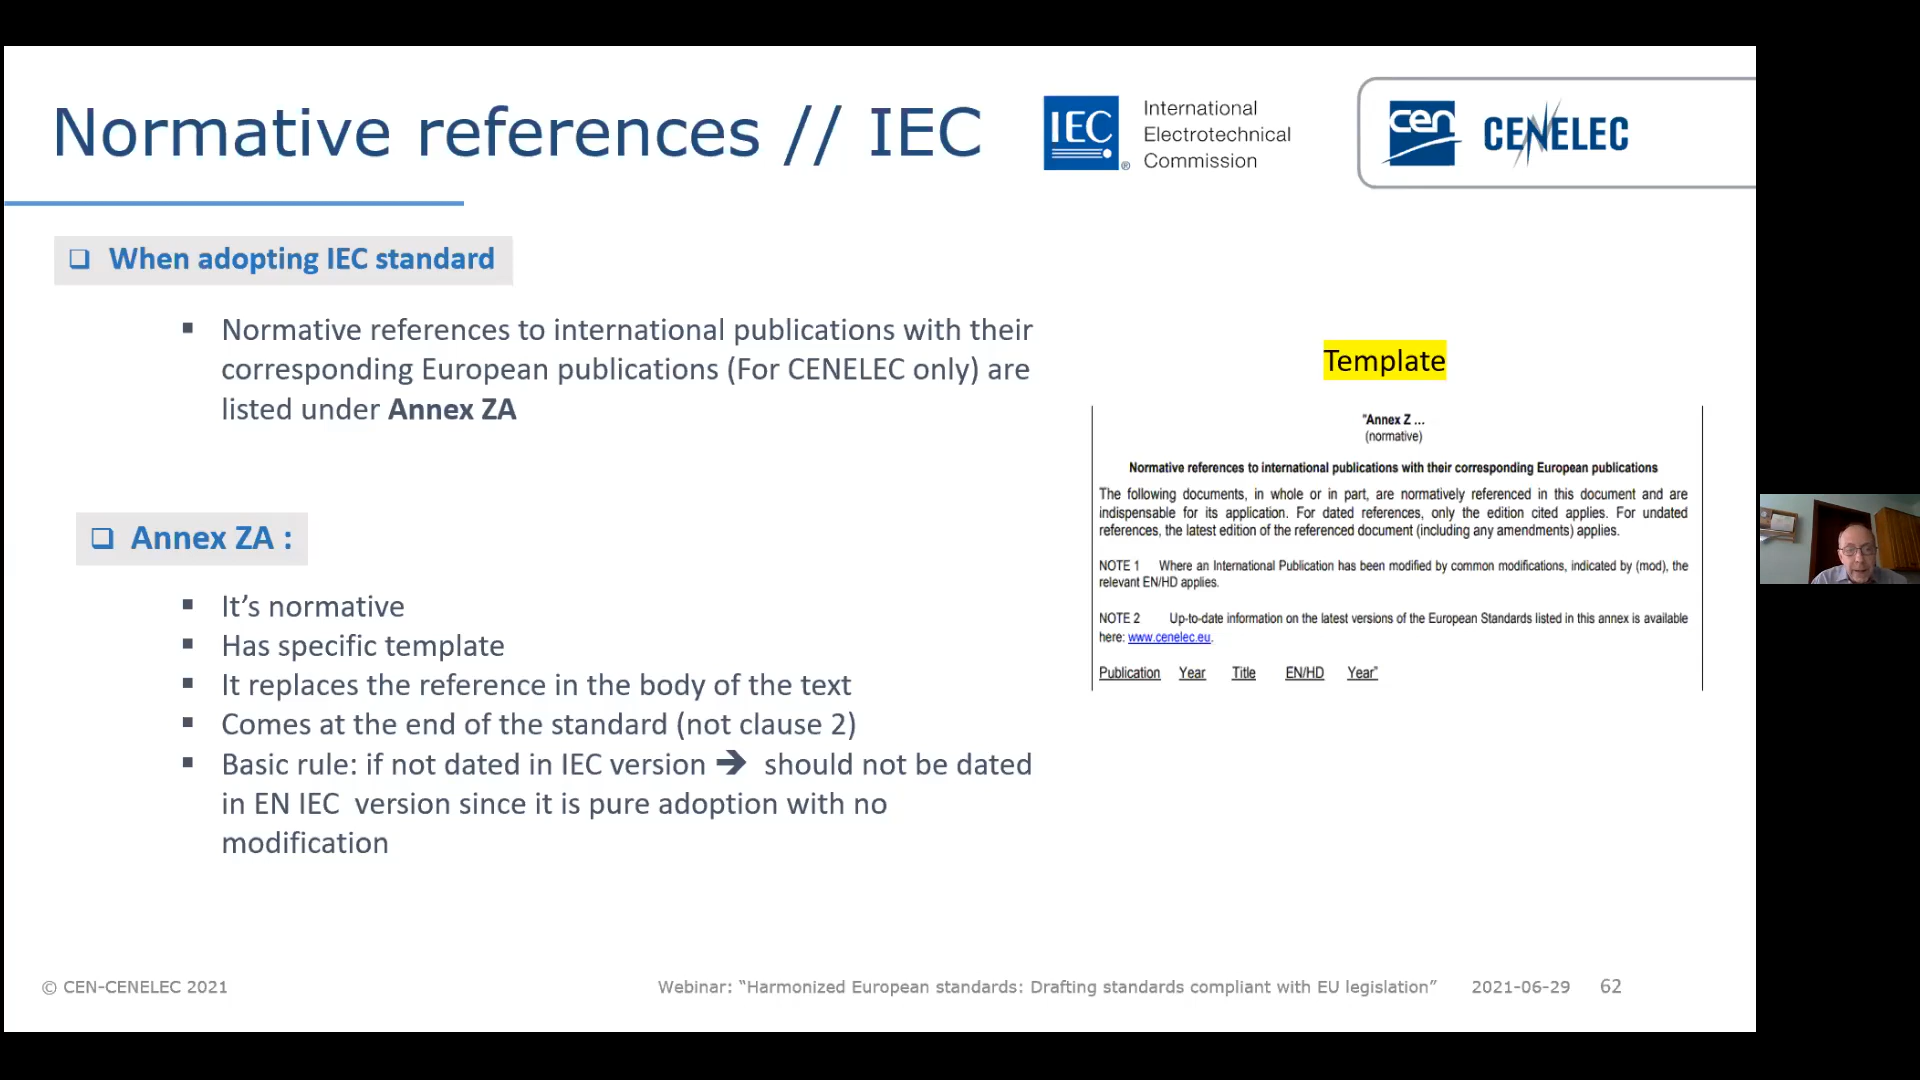 Normative references // IEC
IEC
®
International
Electrotechnical
Commission
cen
CENELEC
When adopting IEC standard
Normative references to international publications with their
corresponding European publications (For CENELEC only) are
listed under Annex ZA
Annex ZA :
It’s normative
Has specific template
It replaces the reference in the body of the text
Comes at the end of the standard (not clause 2)
Basic rule: if not dated in IEC version ➔ should not be dated
in EN IEC version since it is pure adoption with no
modification
Template
"Annex Z ...
(normative)
Normative references to international publications with their corresponding European publications
The following documents, in whole or in part, are normatively referenced in this document and are
indispensable for its application. For dated references, only the edition cited applies. For undated
references, the latest edition of the referenced document (including any amendments) applies.
NOTE 1 Where an International Publication has been modified by common modifications, indicated by (mod), the
relevant EN/HD applies.
NOTE 2 Up-to-date information on the latest versions of the European Standards listed in this annex is available
here: www.cenelec.eu.
Publication Year Title EN/HD Year"
© CEN-CENELEC 2021
Webinar: “Harmonized European standards: Drafting standards compliant with EU legislation” 2021-06-29 62